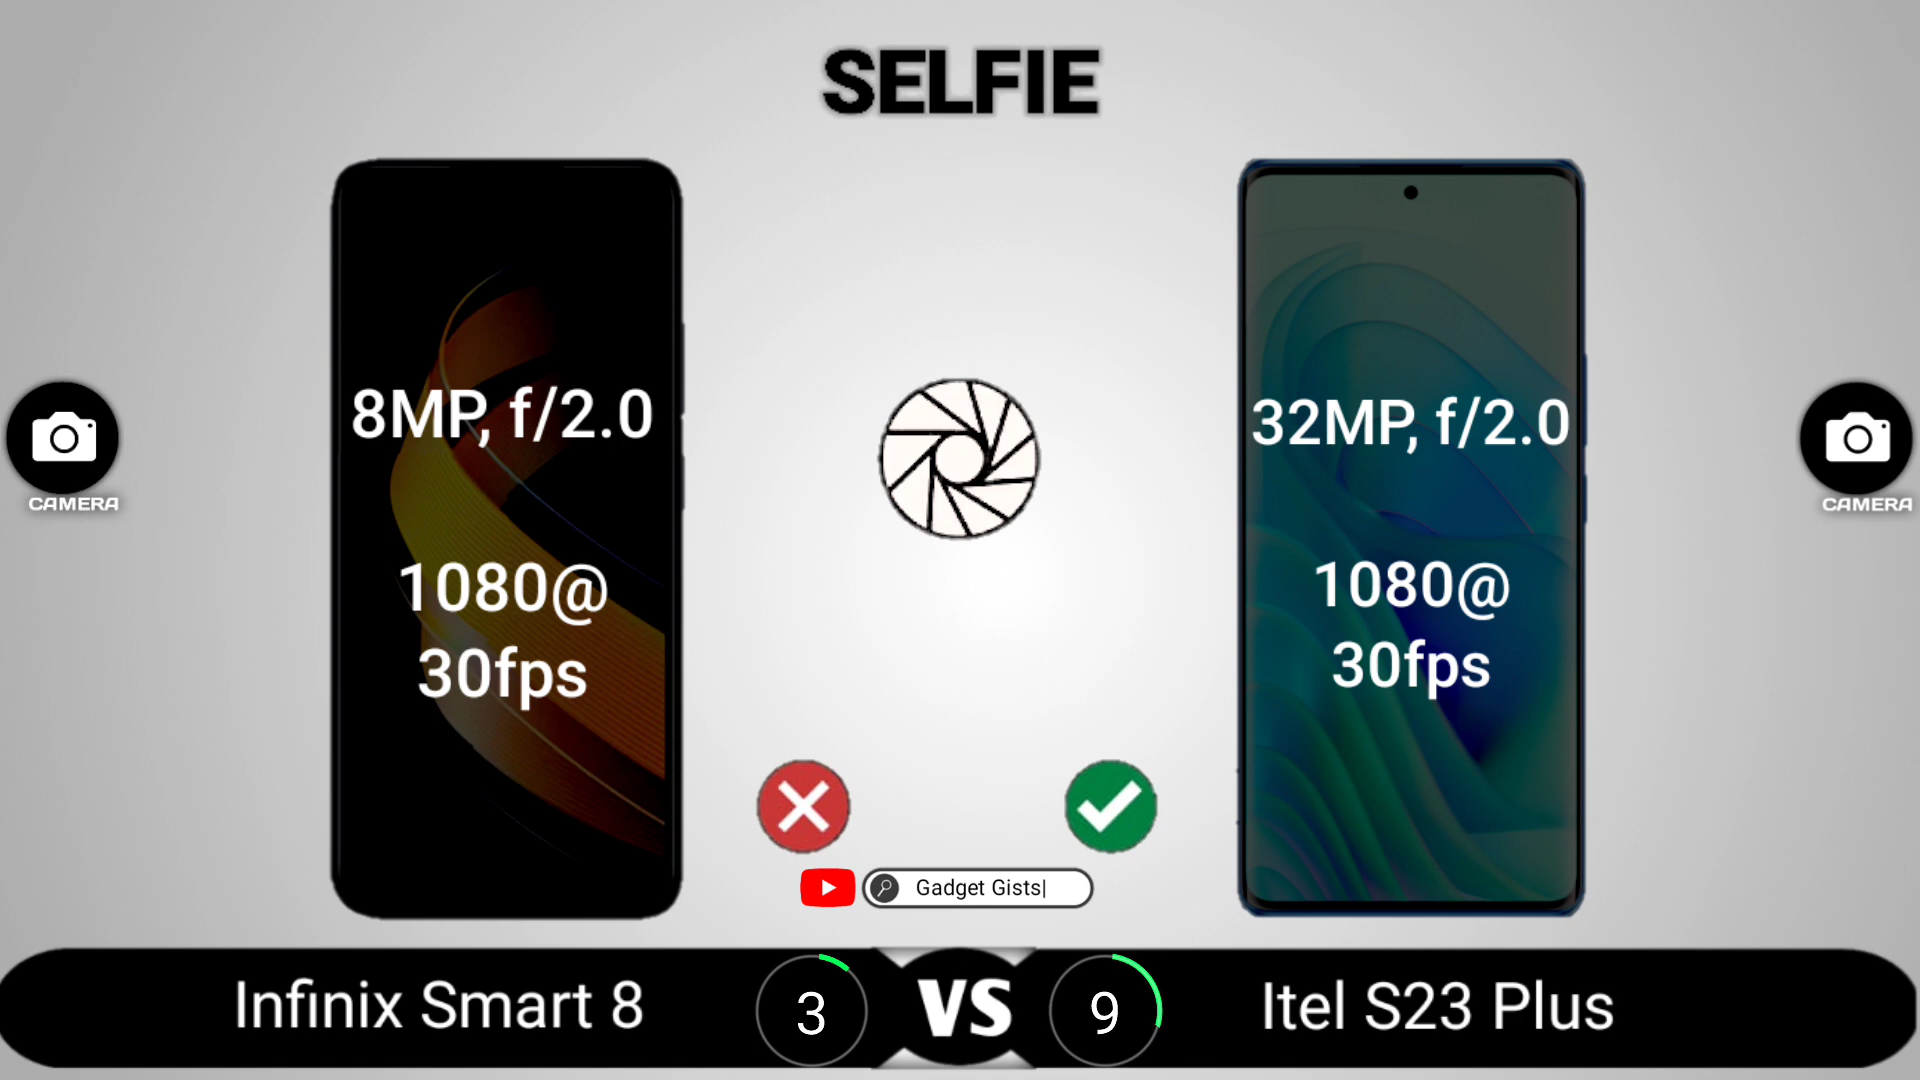 SELFIE
8MP, f/2.0
1080@
30fps
32MP, f/2.0
1080@
30fps
CAMERA
CAMERA
Gadget Gists|
Infinix Smart 8
3
VS
9
Itel S23 Plus